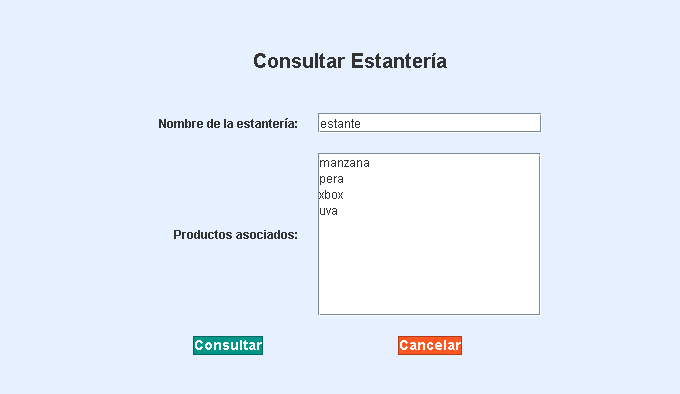 Consultar Estantería
Nombre de la estantería: estante
Productos asociados:
manzana
pera
xbox
uva
Consultar Cancelar